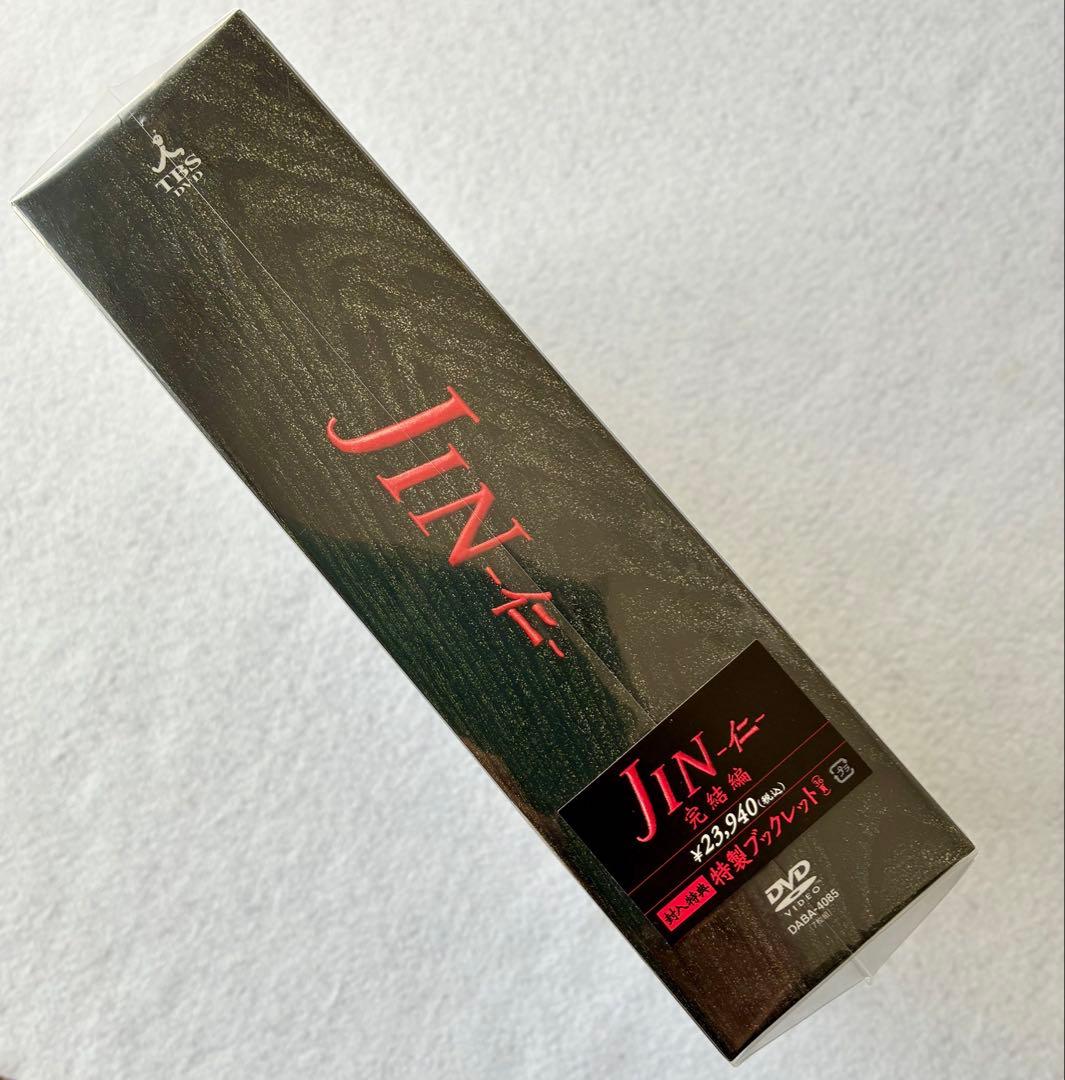 TBS
DVD
JIN-仁-
JIN-仁-
完結編
¥23,940(税込)
封入特典 特製ブックレット
DVD
VIDEO
DABA-4085